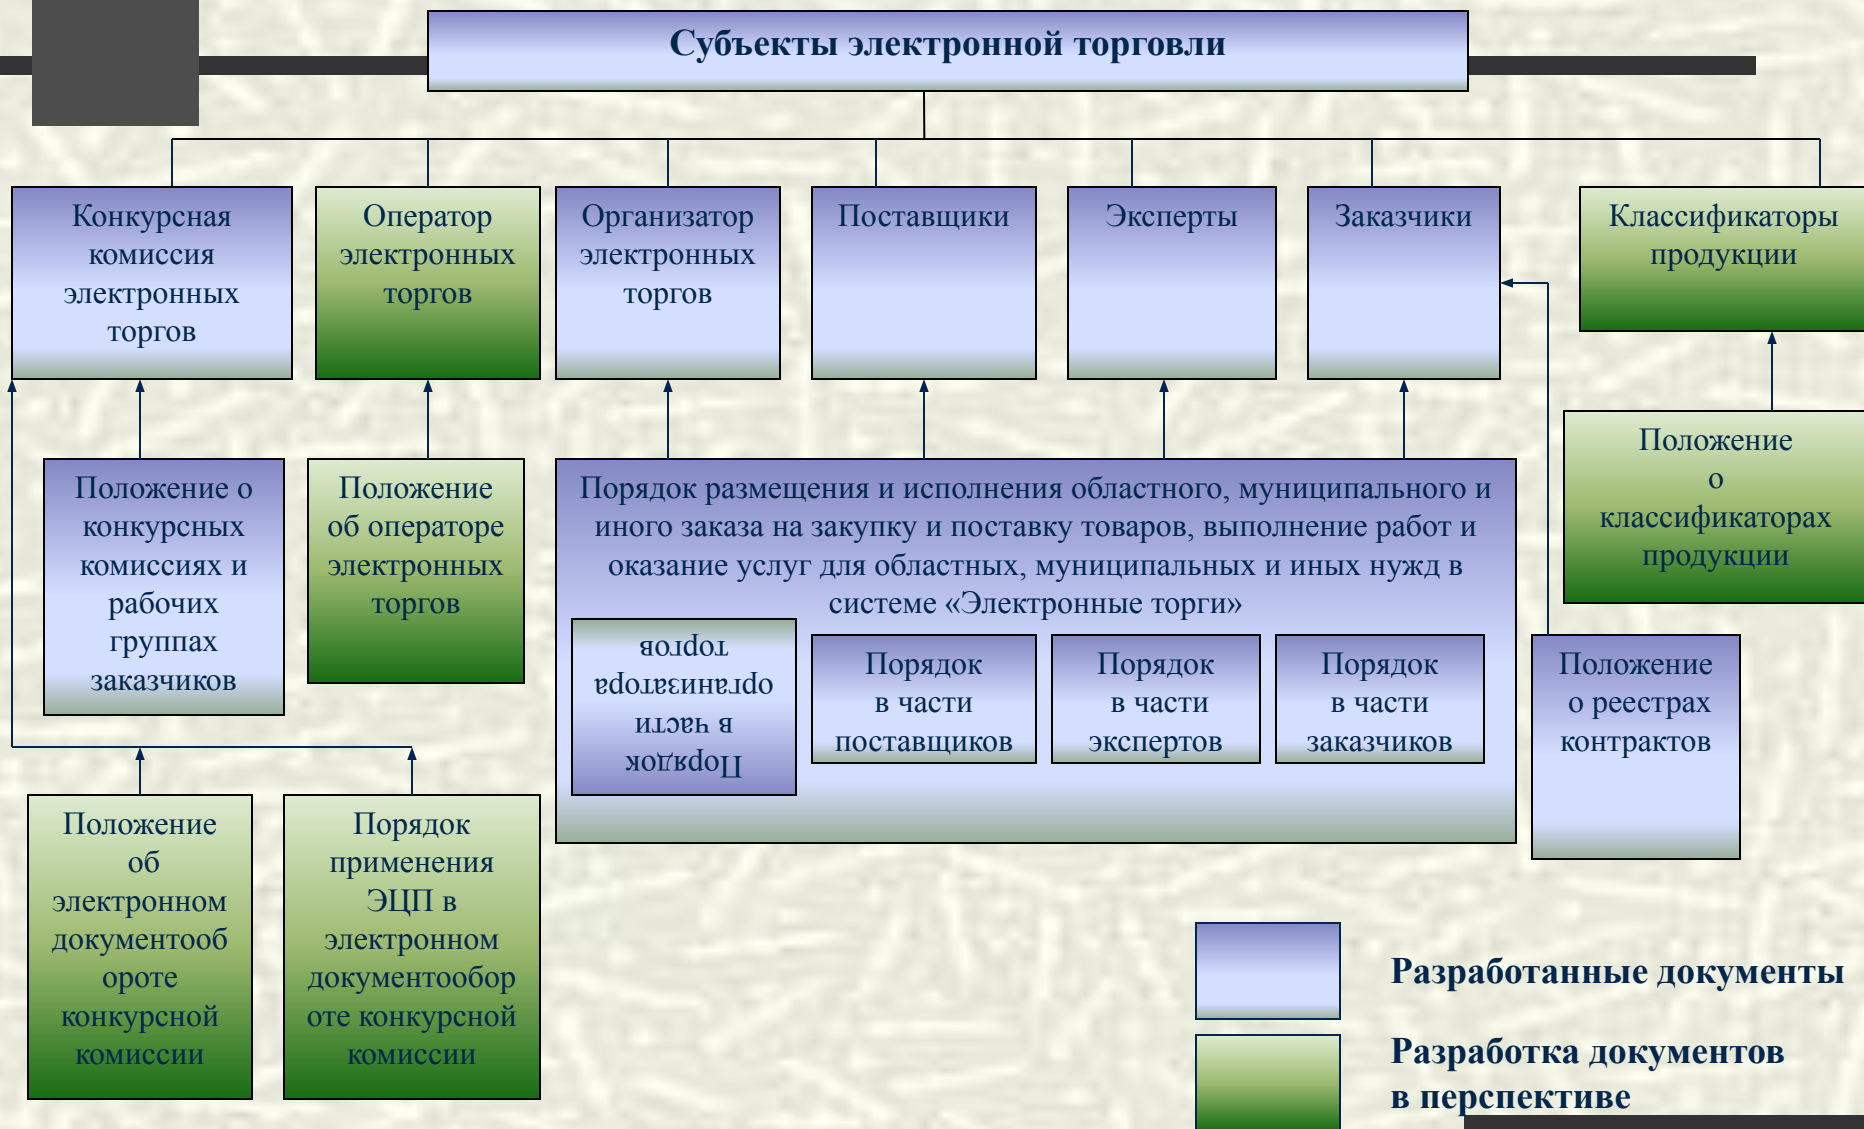 Субъекты электронной торговли
Конкурсная
комиссия
электронных
торгов
Оператор
электронных
торгов
Организатор
электронных
торгов
Поставщики
Эксперты
Заказчики
Классификаторы
продукции
Положение о
конкурсных
комиссиях и
рабочих
группах
заказчиков
Положение
об операторе
электронных
торгов
Порядок размещения и исполнения областного, муниципального и
иного заказа на закупку и поставку товаров, выполнение работ и
оказание услуг для областных, муниципальных и иных нужд в
системе «Электронные торги»
Порядок
в части
организатора
торгов
Порядок
в части
поставщиков
Порядок
в части
экспертов
Порядок
в части
заказчиков
Положение
о
классификаторах
продукции
Положение
о реестрах
контрактов
Положение
об
электронном
документооб
ороте
конкурсной
комиссии
Порядок
применения
ЭЦП в
электронном
документообор
оте конкурсной
комиссии
Разработанные документы
Разработка документов
в перспективе